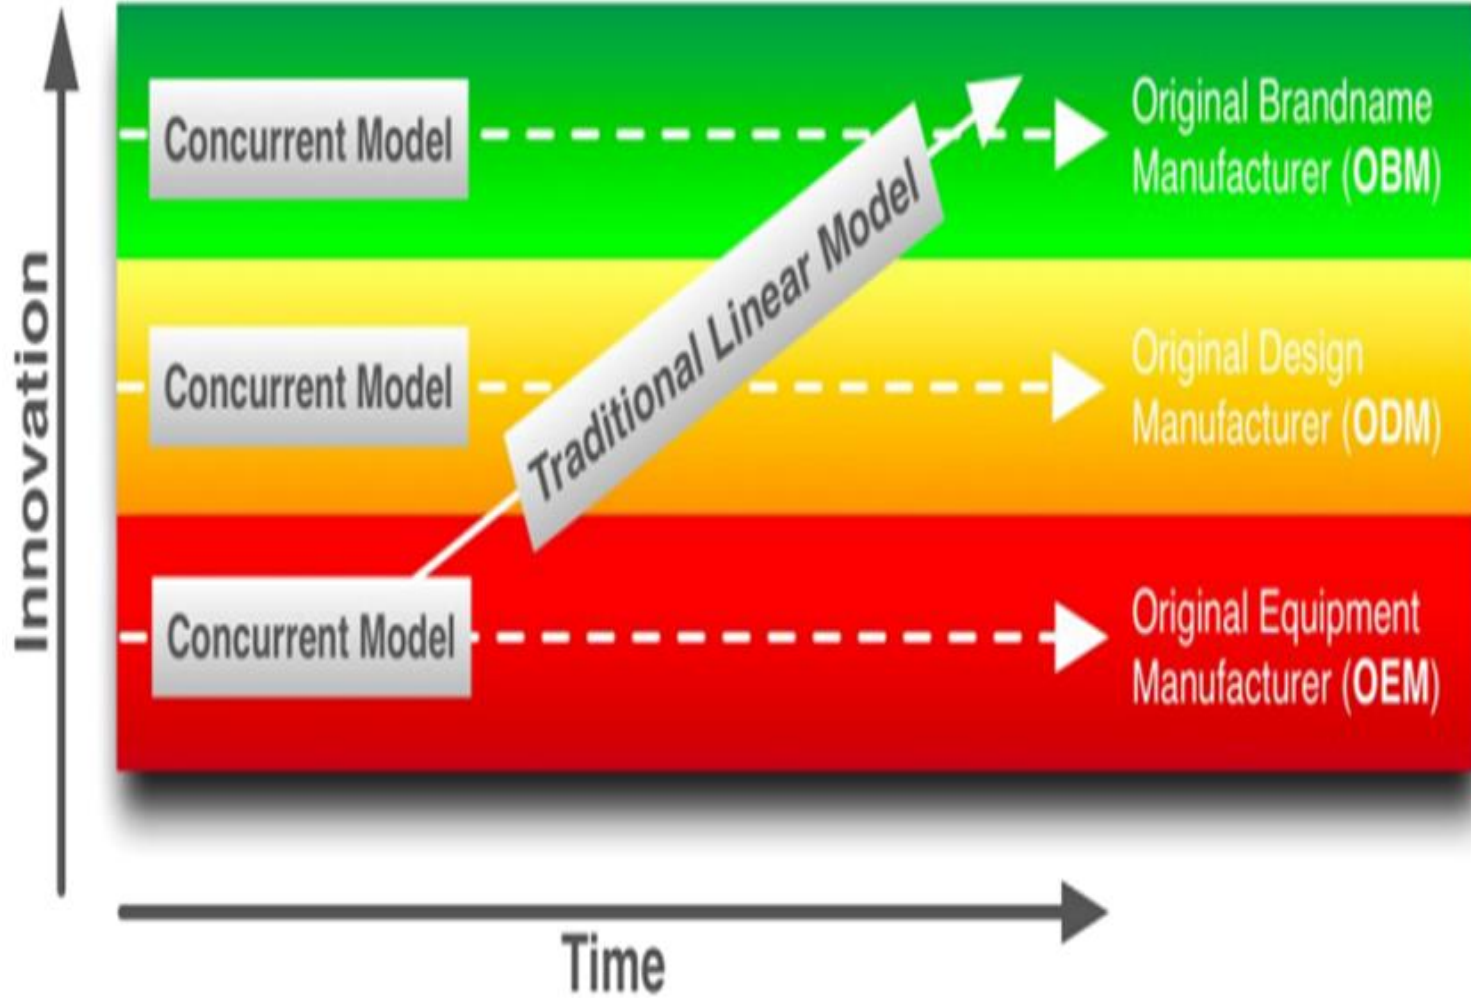 Innovation
Concurrent Model
Original Brandname
Manufacturer (OBM)
Traditional Linear Model
Concurrent Model
Original Design
Manufacturer (ODM)
Concurrent Model
Original Equipment
Manufacturer (OEM)
Time